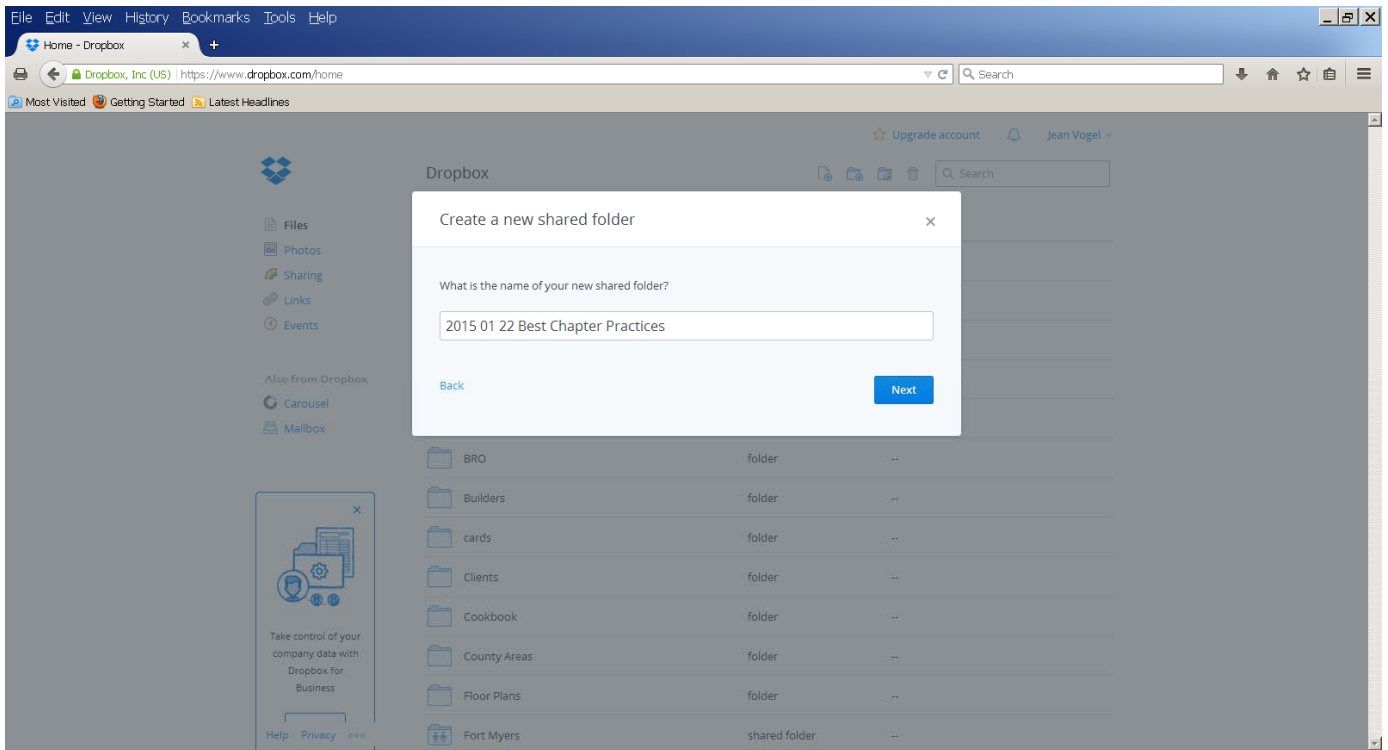 File Edit View History Bookmarks Tools Help
Home - Dropbox
Dropbox, Inc (US) https://www.dropbox.com/home
Search
Most Visited Getting Started Latest Headlines
Upgrade account Jean Vogel
Dropbox
Search
Files
Photos
Sharing
Links
Events
Also from Dropbox
Carousel
Mailbox
Create a new shared folder
What is the name of your new shared folder?
2015 01 22 Best Chapter Practices
Back
Next
BRO folder --
Builders folder --
cards folder --
Clients folder --
Cookbook folder --
County Areas folder --
Floor Plans folder --
Fort Myers shared folder --
Take control of your
company data with
Dropbox for
Business
Help Privacy